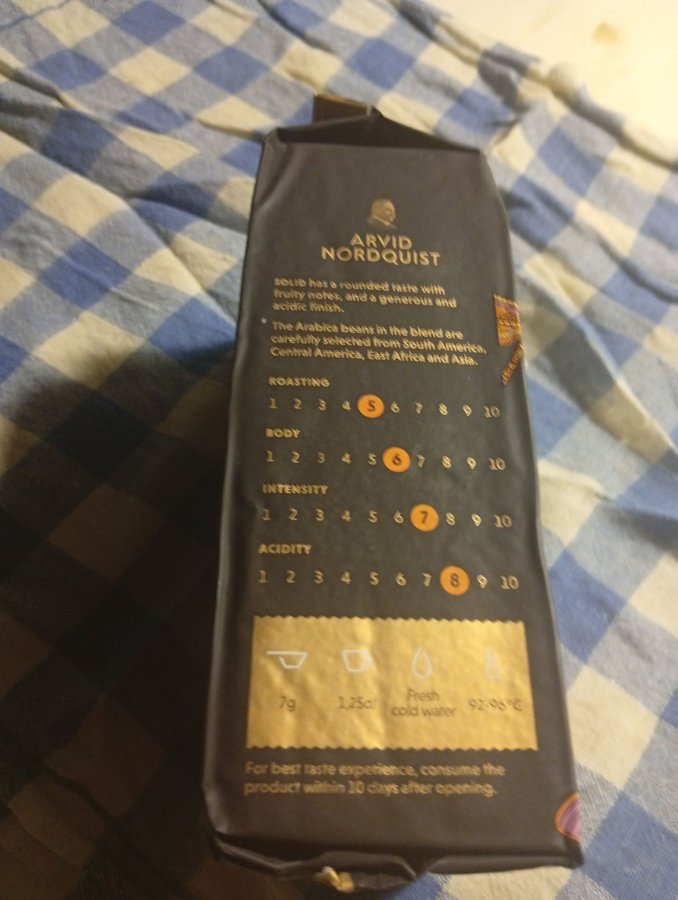 ARVID
NORDQUIST
SOLID has a rounded taste with
fruity notes, and a generous and
acidic finish.
The Arabica beans in the blend are
carefully selected from South America,
Central America, East Africa and Asia.
ROASTING
1 2 3 4 5 6 7 8 9 10
BODY
1 2 3 4 5 6 7 8 9 10
INTENSITY
1 2 3 4 5 6 7 8 9 10
ACIDITY
1 2 3 4 5 6 7 8 9 10
7g 1,25dl Fresh
cold water 92-96°C
For best taste experience, consume the
product within 10 days after opening.